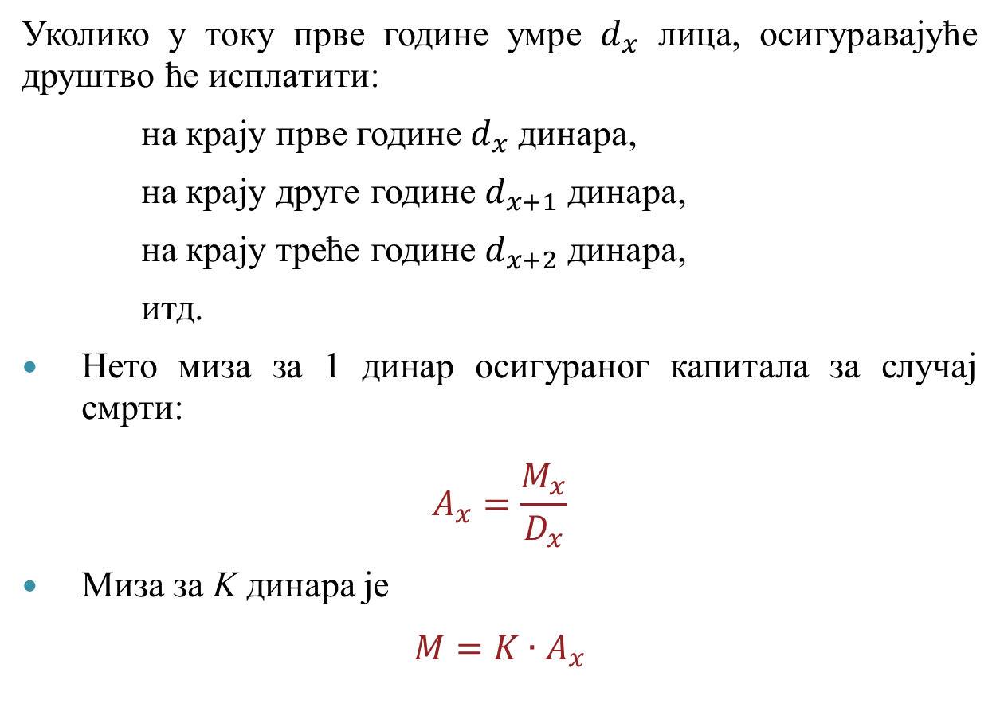 Уколико у току прве године умре $d_x$ лица, осигуравајуће
друштво ће исплатити:
на крају прве године $d_x$ динара,
на крају друге године $d_{x+1}$ динара,
на крају треће године $d_{x+2}$ динара,
итд.
• Нето миза за 1 динар осигураног капитала за случај
смрти:
$A_x = \frac{M_x}{D_x}$
• Миза за K динара је
$M = K \cdot A_x$